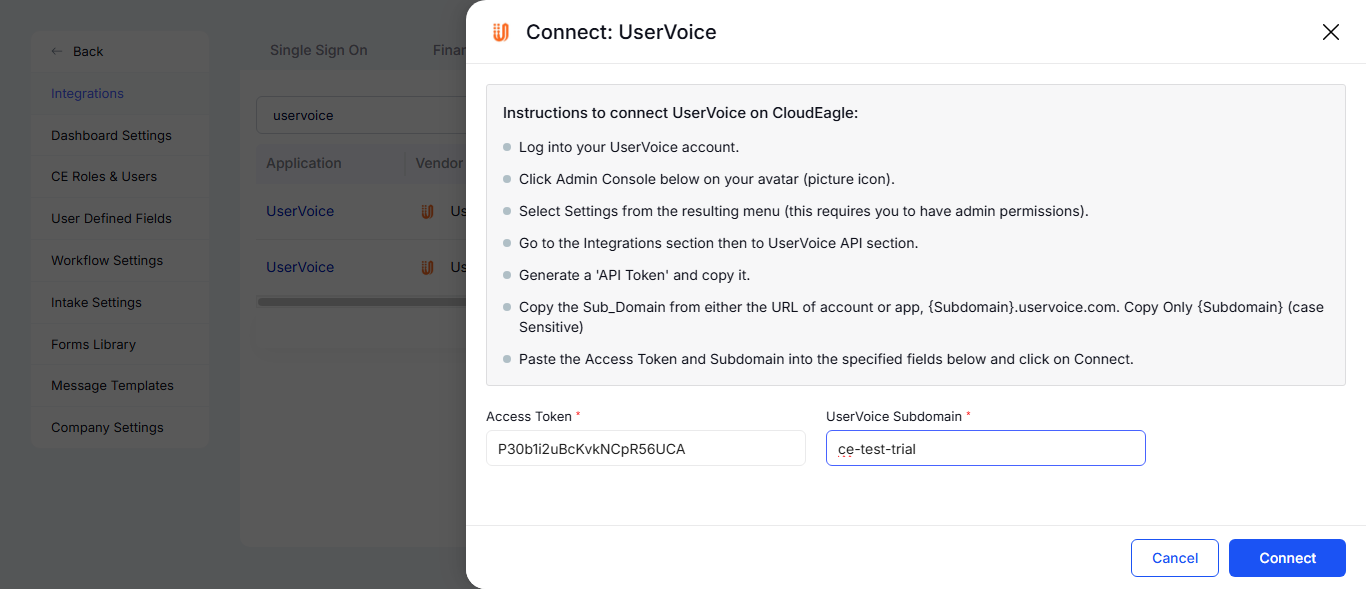 ← Back
Integrations
Dashboard Settings
CE Roles & Users
User Defined Fields
Workflow Settings
Intake Settings
Forms Library
Message Templates
Company Settings
Single Sign On
uservoice
Application
Vendor
UserVoice
UserVoice
Connect: UserVoice
Instructions to connect UserVoice on CloudEagle:
Log into your UserVoice account.
Click Admin Console below on your avatar (picture icon).
Select Settings from the resulting menu (this requires you to have admin permissions).
Go to the Integrations section then to UserVoice API section.
Generate a 'API Token' and copy it.
Copy the Sub_Domain from either the URL of account or app, {Subdomain}.uservoice.com. Copy Only {Subdomain} (case
Sensitive)
Paste the Access Token and Subdomain into the specified fields below and click on Connect.
Access Token *
P30b1i2uBcKvkNCpR56UCA
UserVoice Subdomain *
ce-test-trial
Cancel
Connect